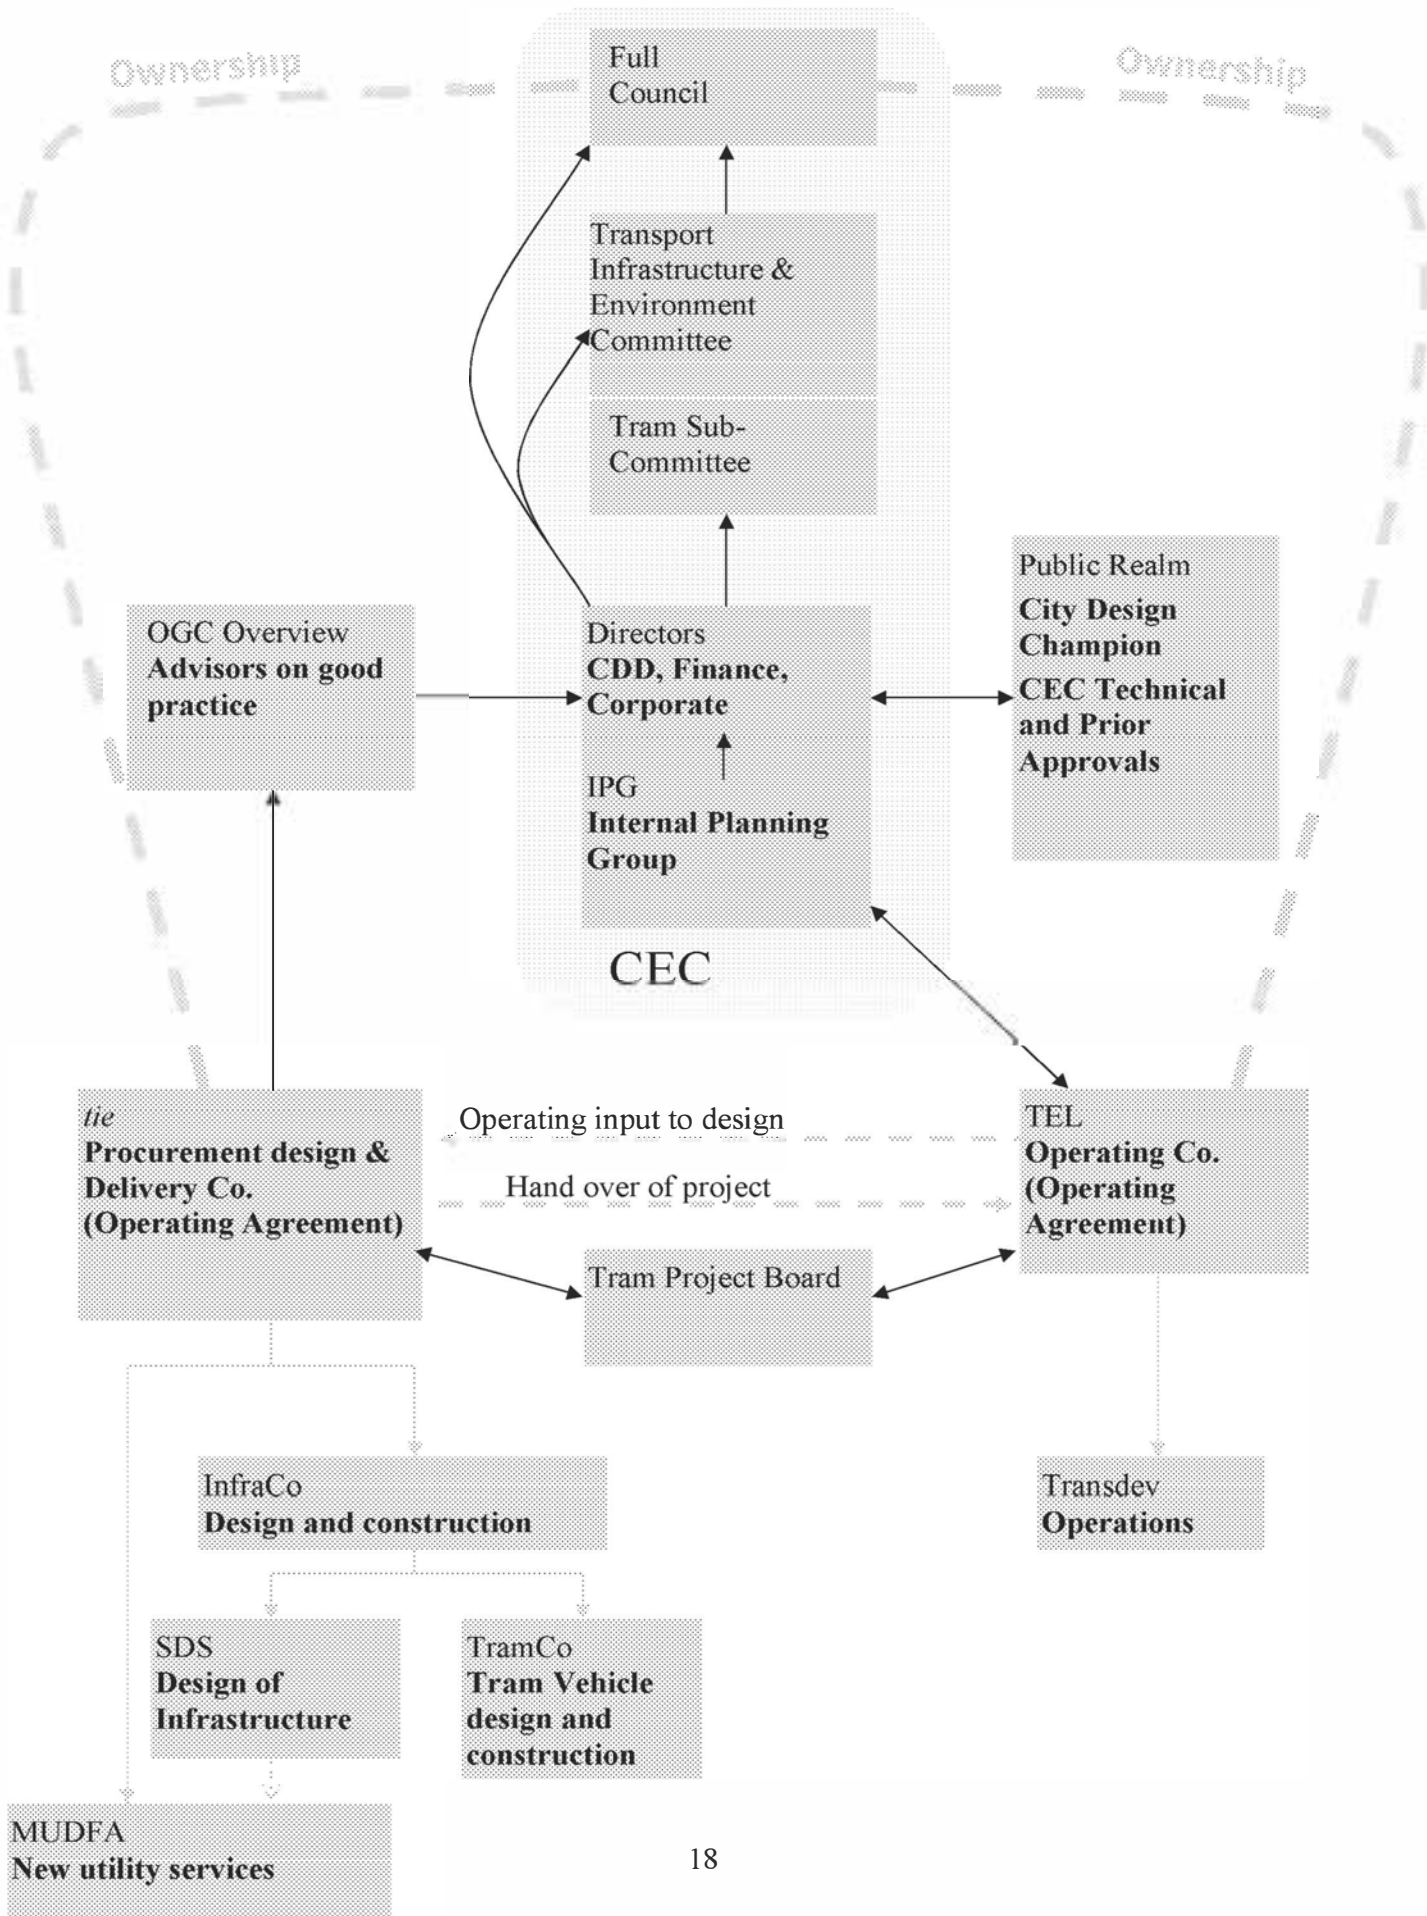 Ownership
Ownership
Full
Council
Transport
Infrastructure &
Environment
Committee
Tram Sub-
Committee
Public Realm
City Design
Champion
CEC Technical
and Prior
Approvals
OGC Overview
Advisors on good
practice
Directors
CDD, Finance,
Corporate
IPG
Internal Planning
Group
CEC
tie
Procurement design &
Delivery Co.
(Operating Agreement)
Operating input to design
Hand over of project
TEL
Operating Co.
(Operating
Agreement)
Tram Project Board
InfraCo
Design and construction
Transdev
Operations
SDS
Design of
Infrastructure
TramCo
Tram Vehicle
design and
construction
MUDFA
New utility services
18